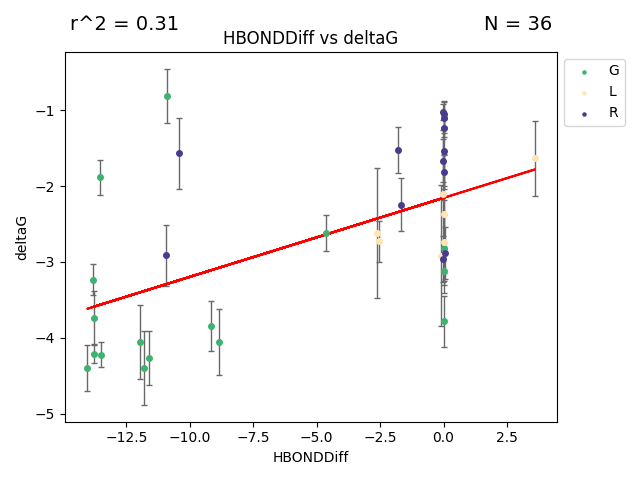 r^2 = 0.31
N = 36
HBONDDiff vs deltaG
G
L
R
deltaG
−1
−2
−3
−4
−5
−12.5 −10.0 −7.5 −5.0 −2.5 0.0 2.5
HBONDDiff